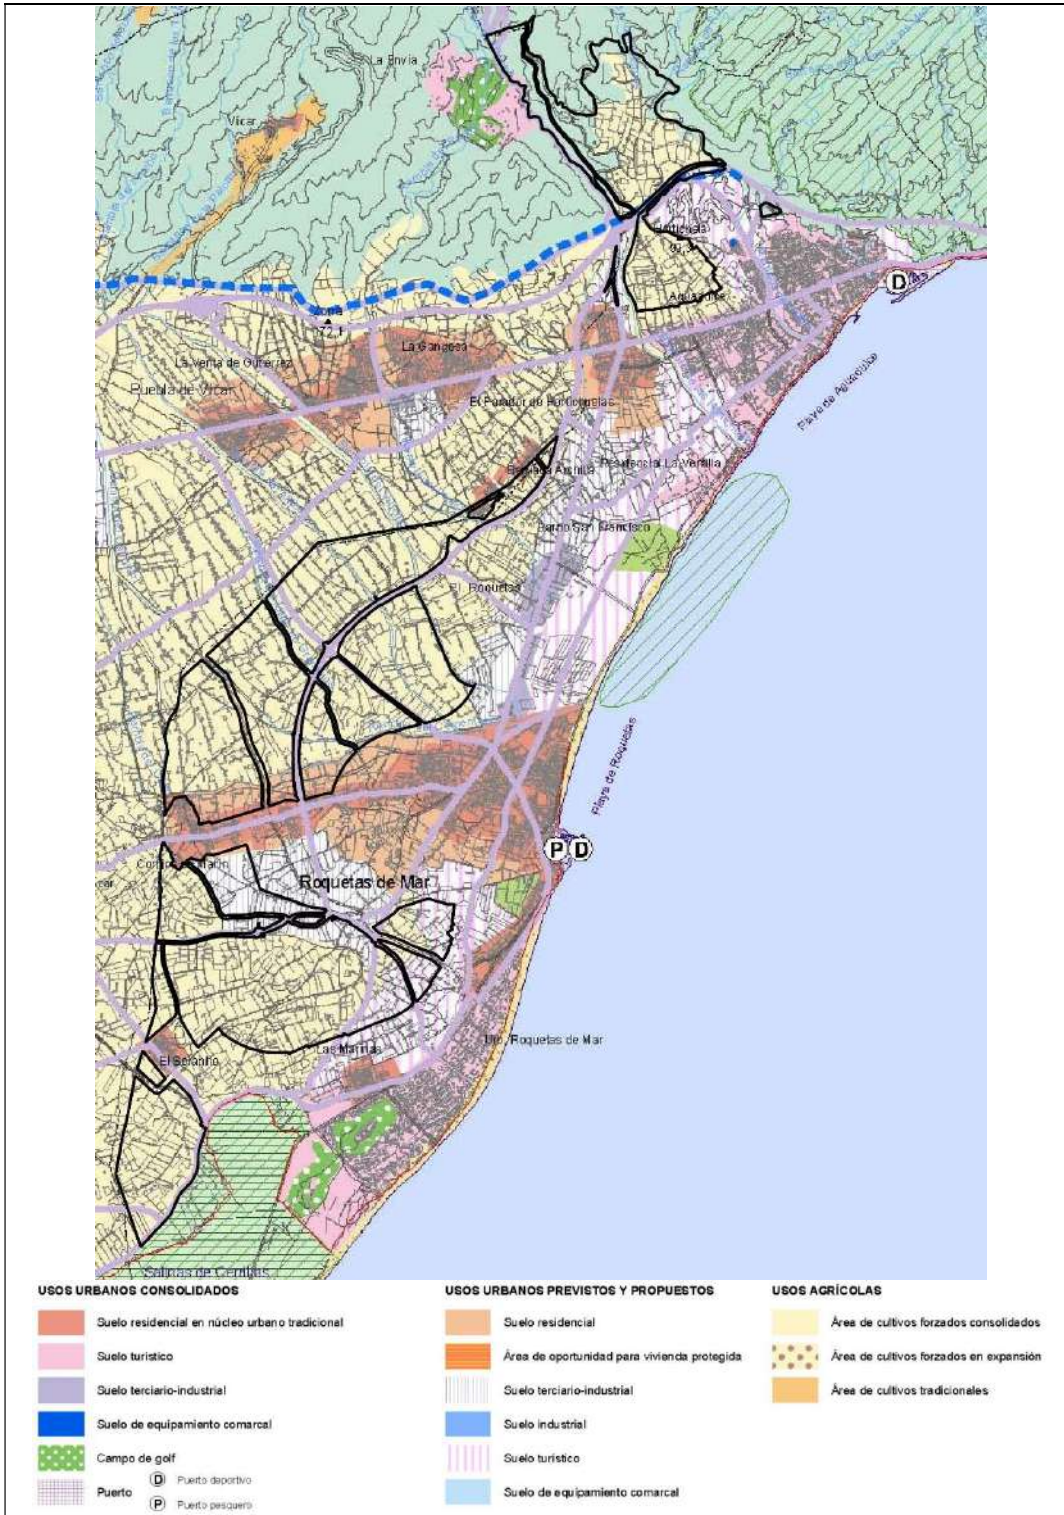 La Envía
Vícar
Aguadulce
La Gangosa
La Venta de Gutiérrez
Puebla de Vícar
El Parador de Hortichuelas
Playa de Aguadulce
Residencial La Ventilla
Barrio San Francisco
P.I. Roquetas
Playa de Roquetas
D
P D
Roquetas de Mar
Urb. Roquetas de Mar
Las Marinas
El Solanillo
Salinas de Cerrillos
USOS URBANOS CONSOLIDADOS
Suelo residencial en núcleo urbano tradicional
Suelo turístico
Suelo terciario-industrial
Suelo de equipamiento comarcal
Campo de golf
Puerto
D Puerto deportivo
P Puerto pesquero
USOS URBANOS PREVISTOS Y PROPUESTOS
Suelo residencial
Área de oportunidad para vivienda protegida
Suelo terciario-industrial
Suelo industrial
Suelo turístico
Suelo de equipamiento comarcal
USOS AGRÍCOLAS
Área de cultivos forzados consolidados
Área de cultivos forzados en expansión
Área de cultivos tradicionales